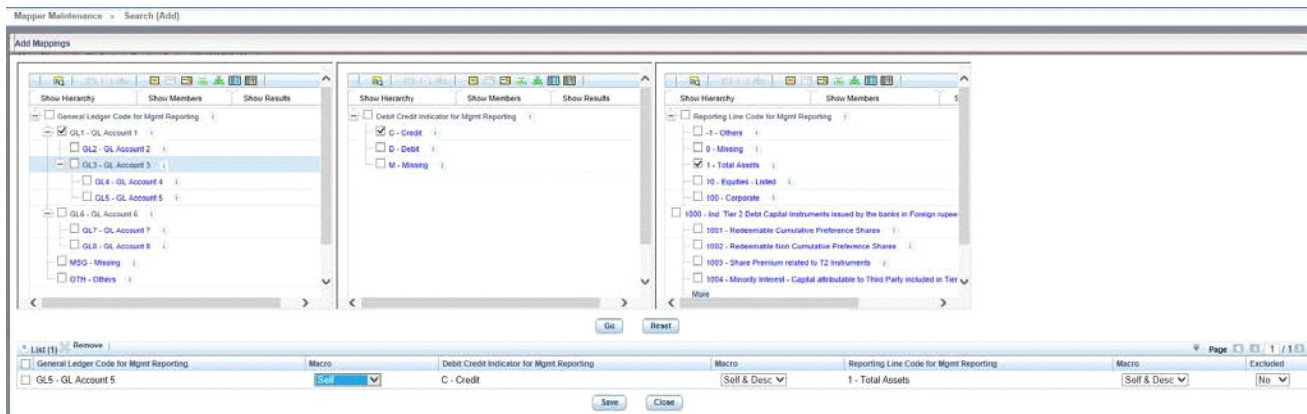 Mapper Maintenance » Search (Add)
Add Mappings
Show Hierarchy Show Members Show Results
General Ledger Code for Mgmt Reporting
GL1 - GL Account 1
GL2 - GL Account 2
GL3 - GL Account 3
GL4 - GL Account 4
GL5 - GL Account 5
GL6 - GL Account 6
GL7 - GL Account 7
GL8 - GL Account 8
MSG - Missing
OTH - Others
Show Hierarchy Show Members Show Results
Debit Credit Indicator for Mgmt Reporting
C - Credit
D - Debit
M - Missing
Show Hierarchy Show Members S
Reporting Line Code for Mgmt Reporting
-1 - Others
0 - Missing
1 - Total Assets
10 - Equities - Listed
100 - Corporate
1000 - Ind Tier 2 Debt Capital Instruments issued by the banks in Foreign rupee
1001 - Redeemable Cumulative Preference Shares
1002 - Redeemable Non Cumulative Preference Shares
1003 - Share Premium related to T2 Instruments
1004 - Minority Interest - Capital attributable to Third Party included in Tier
More
Go Reset
List (1) Remove Page 1 / 1
General Ledger Code for Mgmt Reporting Macro Debit Credit Indicator for Mgmt Reporting Macro Reporting Line Code for Mgmt Reporting Macro Excluded
GL5 - GL Account 5 Self C - Credit Self & Desc 1 - Total Assets Self & Desc No
Save Close